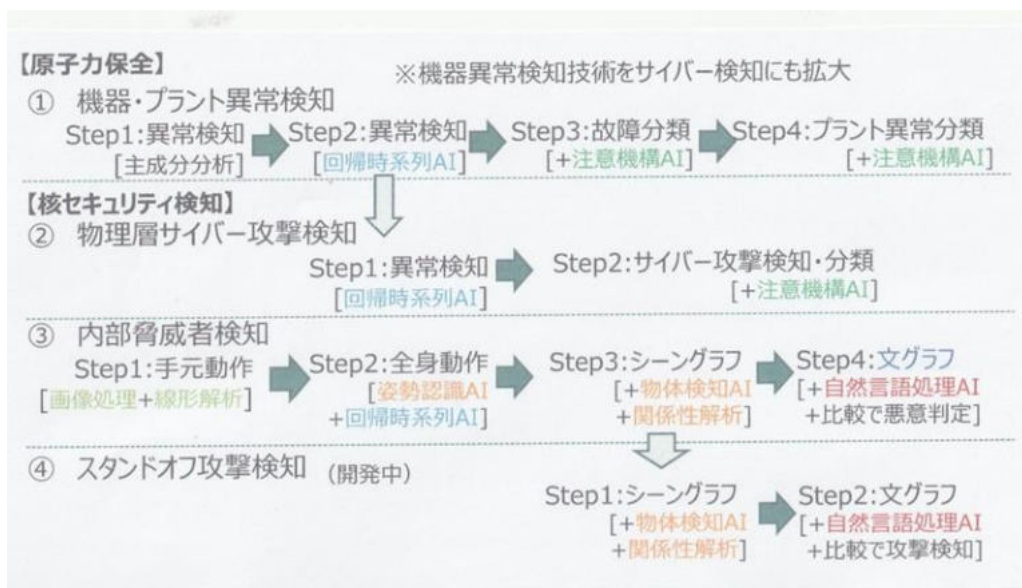 【原子力保全】
※機器異常検知技術をサイバー検知にも拡大
① 機器・プラント異常検知
Step1:異常検知 Step2:異常検知 Step3:故障分類 Step4:プラント異常分類
[主成分分析] [回帰時系列AI] [+注意機構AI] [+注意機構AI]
【核セキュリティ検知】
② 物理層サイバー攻撃検知
Step1:異常検知 Step2:サイバー攻撃検知・分類
[回帰時系列AI] [+注意機構AI]
③ 内部脅威者検知
Step1:手元動作 Step2:全身動作 Step3:シーングラフ Step4:文グラフ
[画像処理+線形解析] [姿勢認識AI [+物体検知AI [+自然言語処理AI
+回帰時系列AI] +関係性解析] +比較で悪意判定]
④ スタンドオフ攻撃検知 (開発中)
Step1:シーングラフ Step2:文グラフ
[+物体検知AI [+自然言語処理AI
+関係性解析] +比較で攻撃検知]